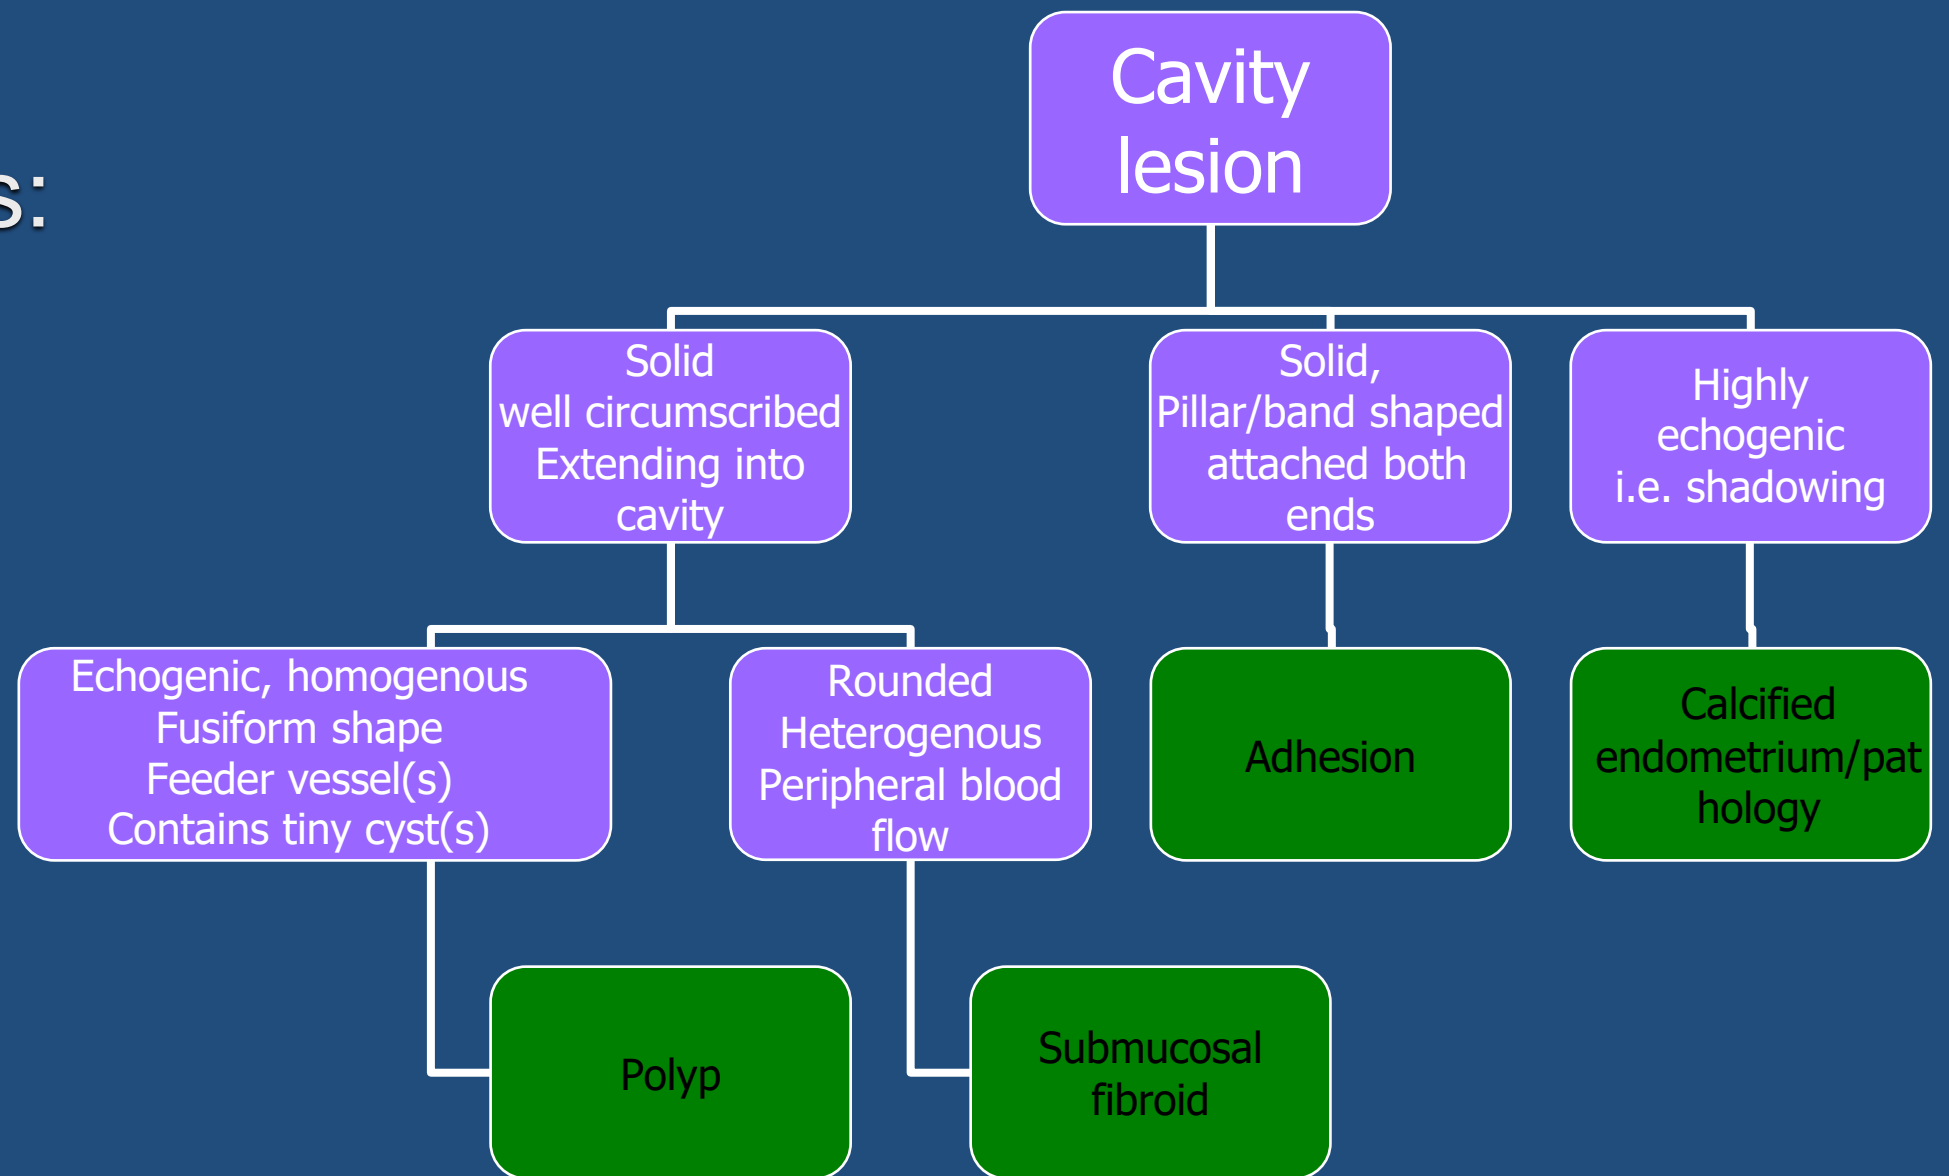 s:
Cavity
lesion
Solid
well circumscribed
Extending into
cavity
Solid,
Pillar/band shaped
attached both
ends
Highly
echogenic
i.e. shadowing
Echogenic, homogenous
Fusiform shape
Feeder vessel(s)
Contains tiny cyst(s)
Rounded
Heterogenous
Peripheral blood
flow
Adhesion
Calcified
endometrium/pat
hology
Polyp
Submucosal
fibroid